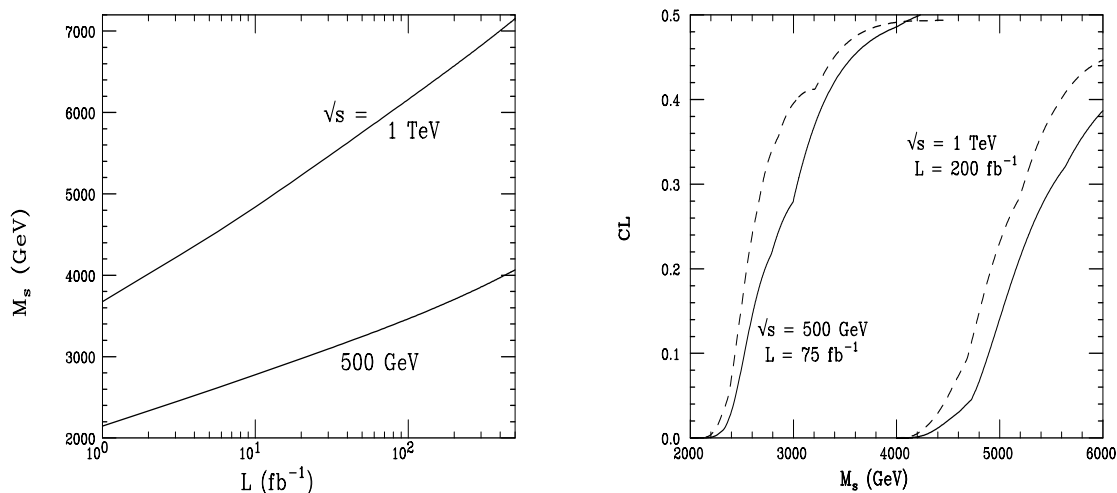 7000
6000
5000
4000
3000
2000
M_s (GeV)
√s =
1 TeV
500 GeV
10^0
10^1
10^2
L (fb^-1)
0.5
0.4
0.3
0.2
0.1
0.0
CL
√s = 1 TeV
L = 200 fb^-1
√s = 500 GeV
L = 75 fb^-1
2000
3000
4000
5000
6000
M_s (GeV)